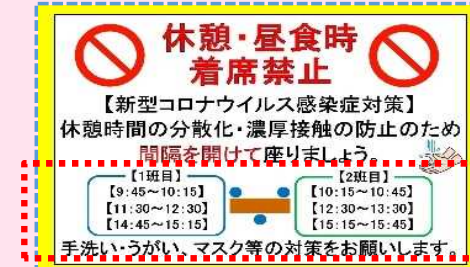 休憩・昼食時
着席禁止
【新型コロナウイルス感染症対策】
休憩時間の分散化・濃厚接触の防止のため
間隔を開けて座りましょう。
【1班目】
【9:45～10:15】
【11:30～12:30】
【14:45～15:15】
【2班目】
【10:15～10:45】
【12:30～13:30】
【15:15～15:45】
手洗い・うがい、マスク等の対策をお願いします。